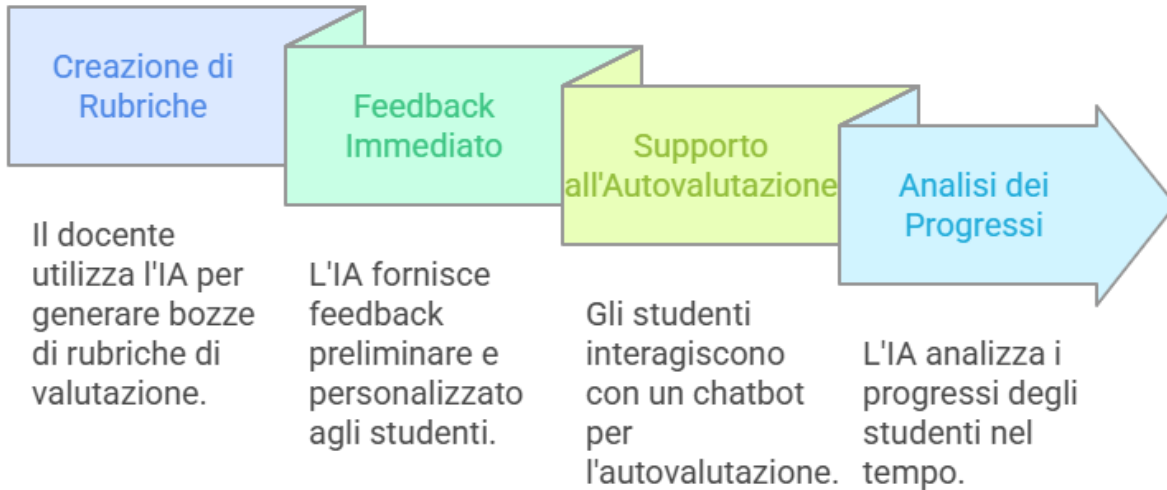 Creazione di
Rubriche
Feedback
Immediato
Supporto
all'Autovalutazione
Analisi dei
Progressi
Il docente
utilizza l'IA per
generare bozze
di rubriche di
valutazione.
L'IA fornisce
feedback
preliminare e
personalizzato
agli studenti.
Gli studenti
interagiscono
con un chatbot
per
l'autovalutazione.
L'IA analizza i
progressi degli
studenti nel
tempo.